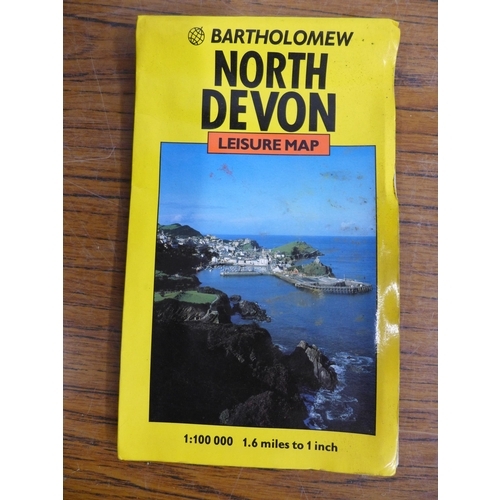 BARTHOLOMEW
NORTH
DEVON
LEISURE MAP
1:100 000 1.6 miles to 1 inch